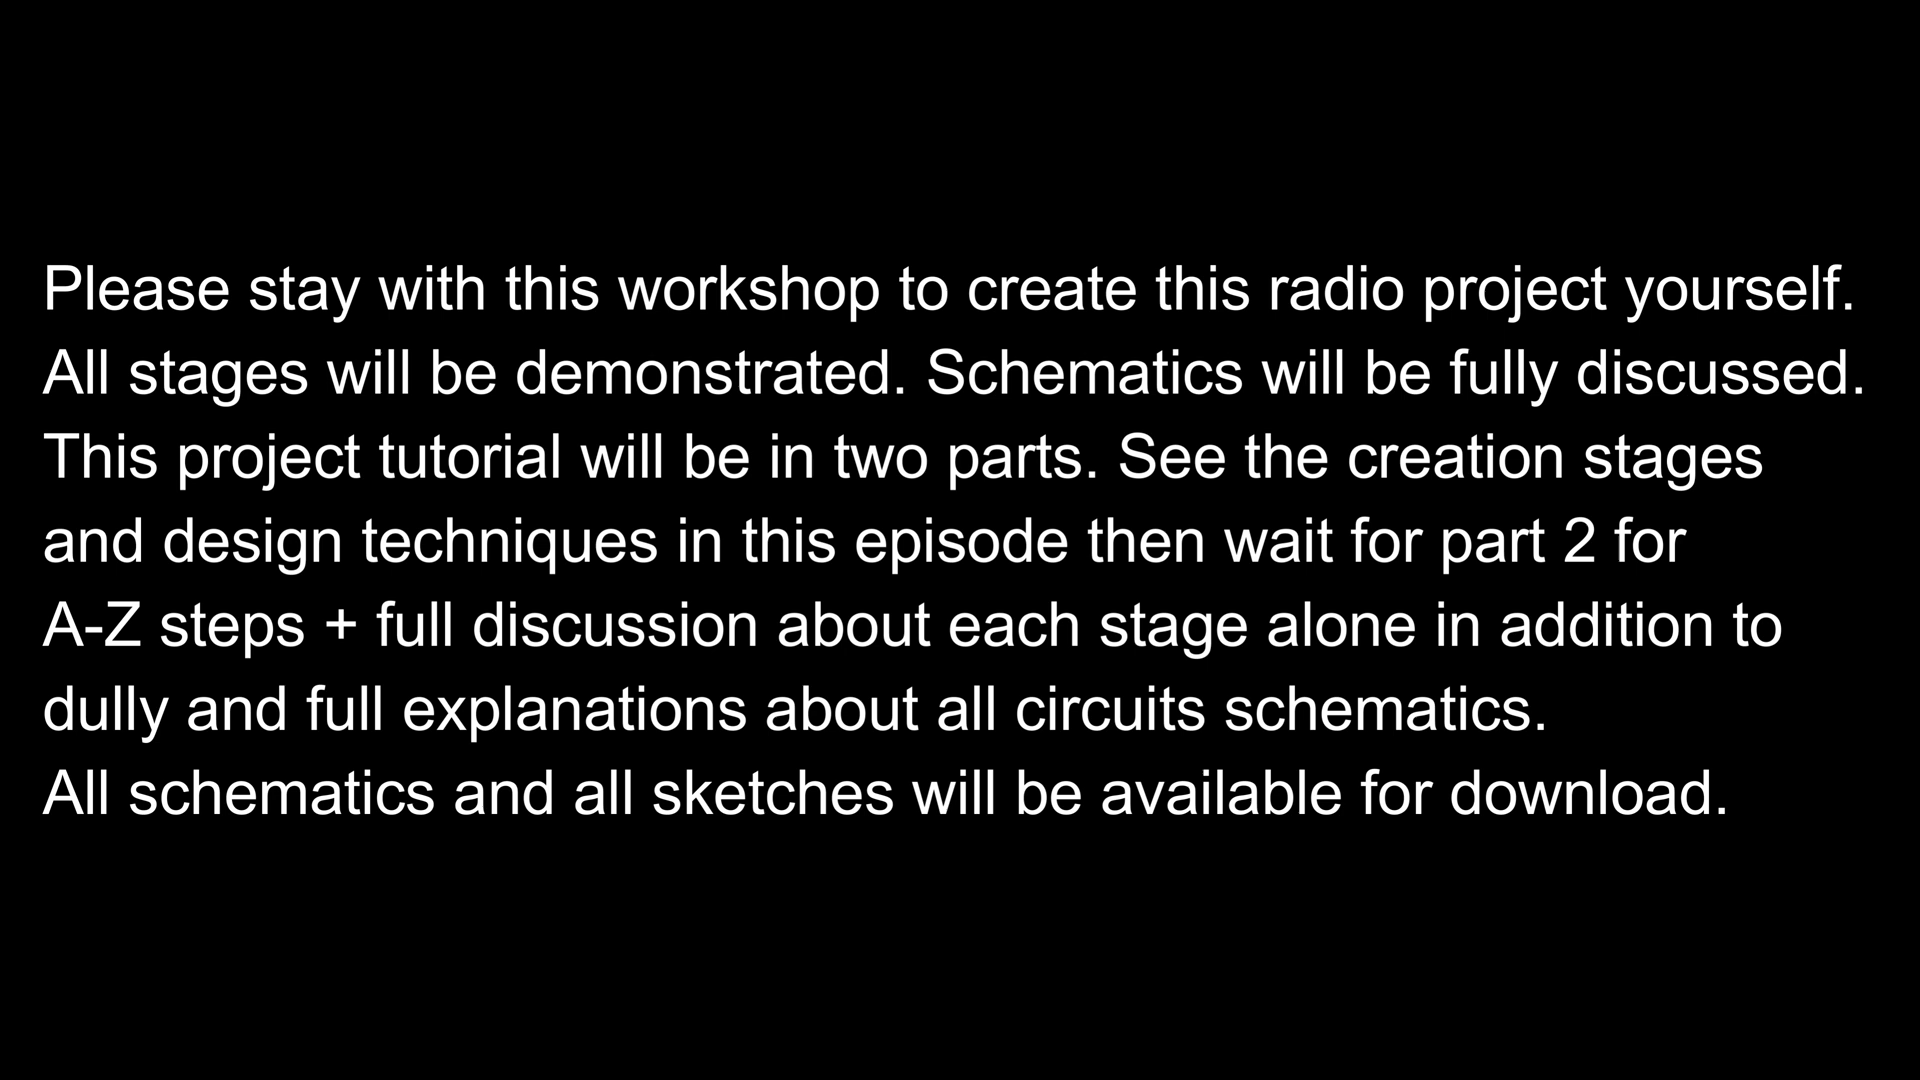 Please stay with this workshop to create this radio project yourself.
All stages will be demonstrated. Schematics will be fully discussed.
This project tutorial will be in two parts. See the creation stages
and design techniques in this episode then wait for part 2 for
A-Z steps + full discussion about each stage alone in addition to
dully and full explanations about all circuits schematics.
All schematics and all sketches will be available for download.